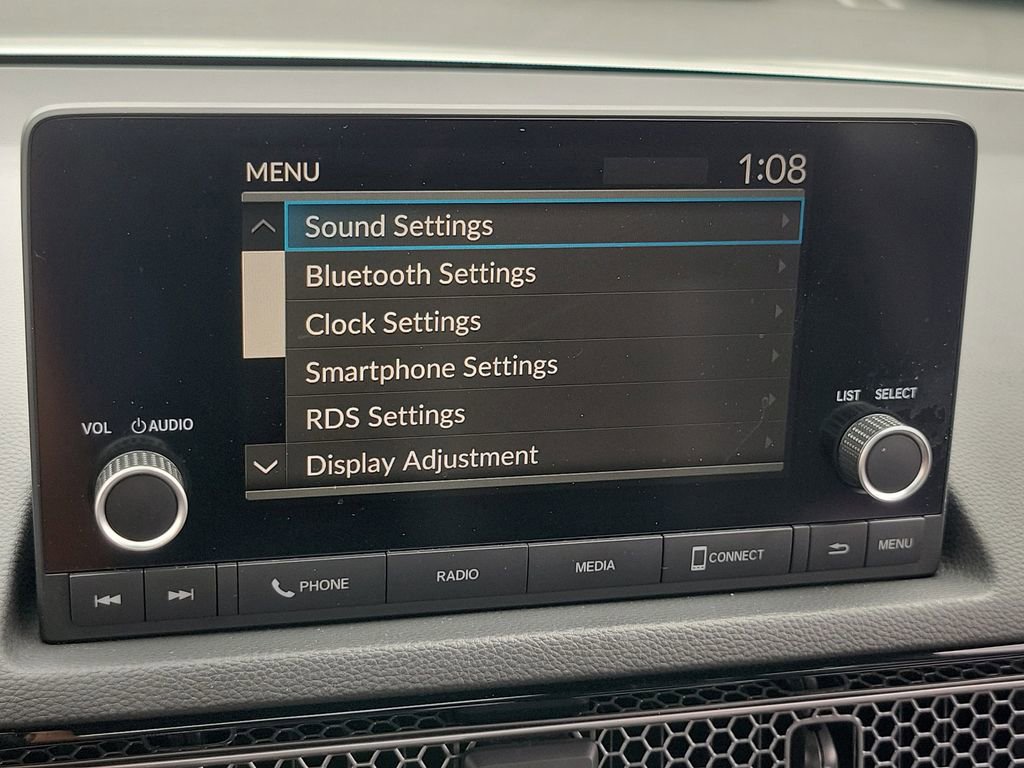 MENU 1:08
Sound Settings
Bluetooth Settings
Clock Settings
Smartphone Settings
RDS Settings
Display Adjustment
VOL AUDIO
LIST SELECT
PHONE RADIO MEDIA CONNECT MENU